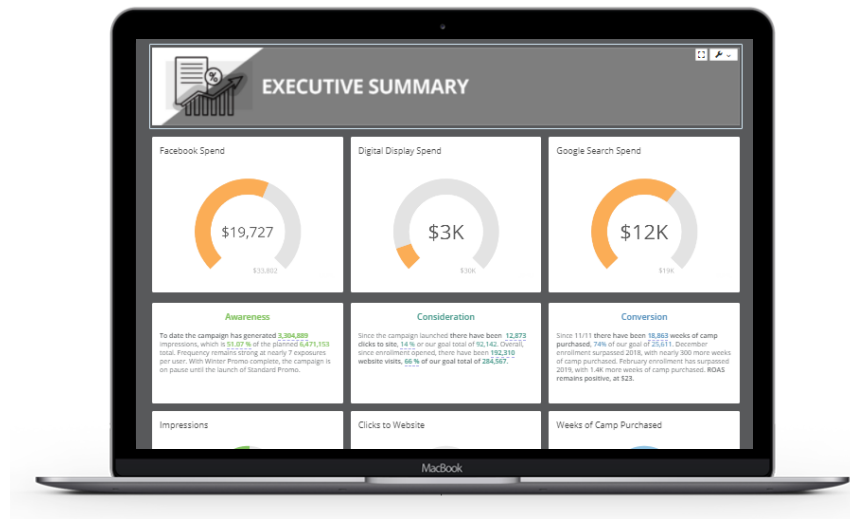 %
EXECUTIVE SUMMARY
Facebook Spend
$19,727
$33,892
Digital Display Spend
$3K
$30K
Google Search Spend
$12K
$19K
Awareness
To date the campaign has generated 3,304,889
impressions, which is 51.07 % of the planned 6,471,153
total. Frequency remains strong at nearly 7 exposures
per user. With Winter Promo complete, the campaign is
on pause until the launch of Standard Promo.
Consideration
Since the campaign launched there have been 12,873
clicks to site, 14 % or our goal total of 92,142. Overall,
since enrollment opened, there have been 192,310
website visits, 66 % of our goal total of 284,567.
Conversion
Since 11/11 there have been 18,863 weeks of camp
purchased, 74% of our goal of 25,611. December
enrollment surpassed 2018, with nearly 300 more weeks
of camp purchased. February enrollment has surpassed
2019, with 1.4K more weeks of camp purchased. ROAS
remains positive, at $23.
Impressions
Clicks to Website
Weeks of Camp Purchased
MacBook